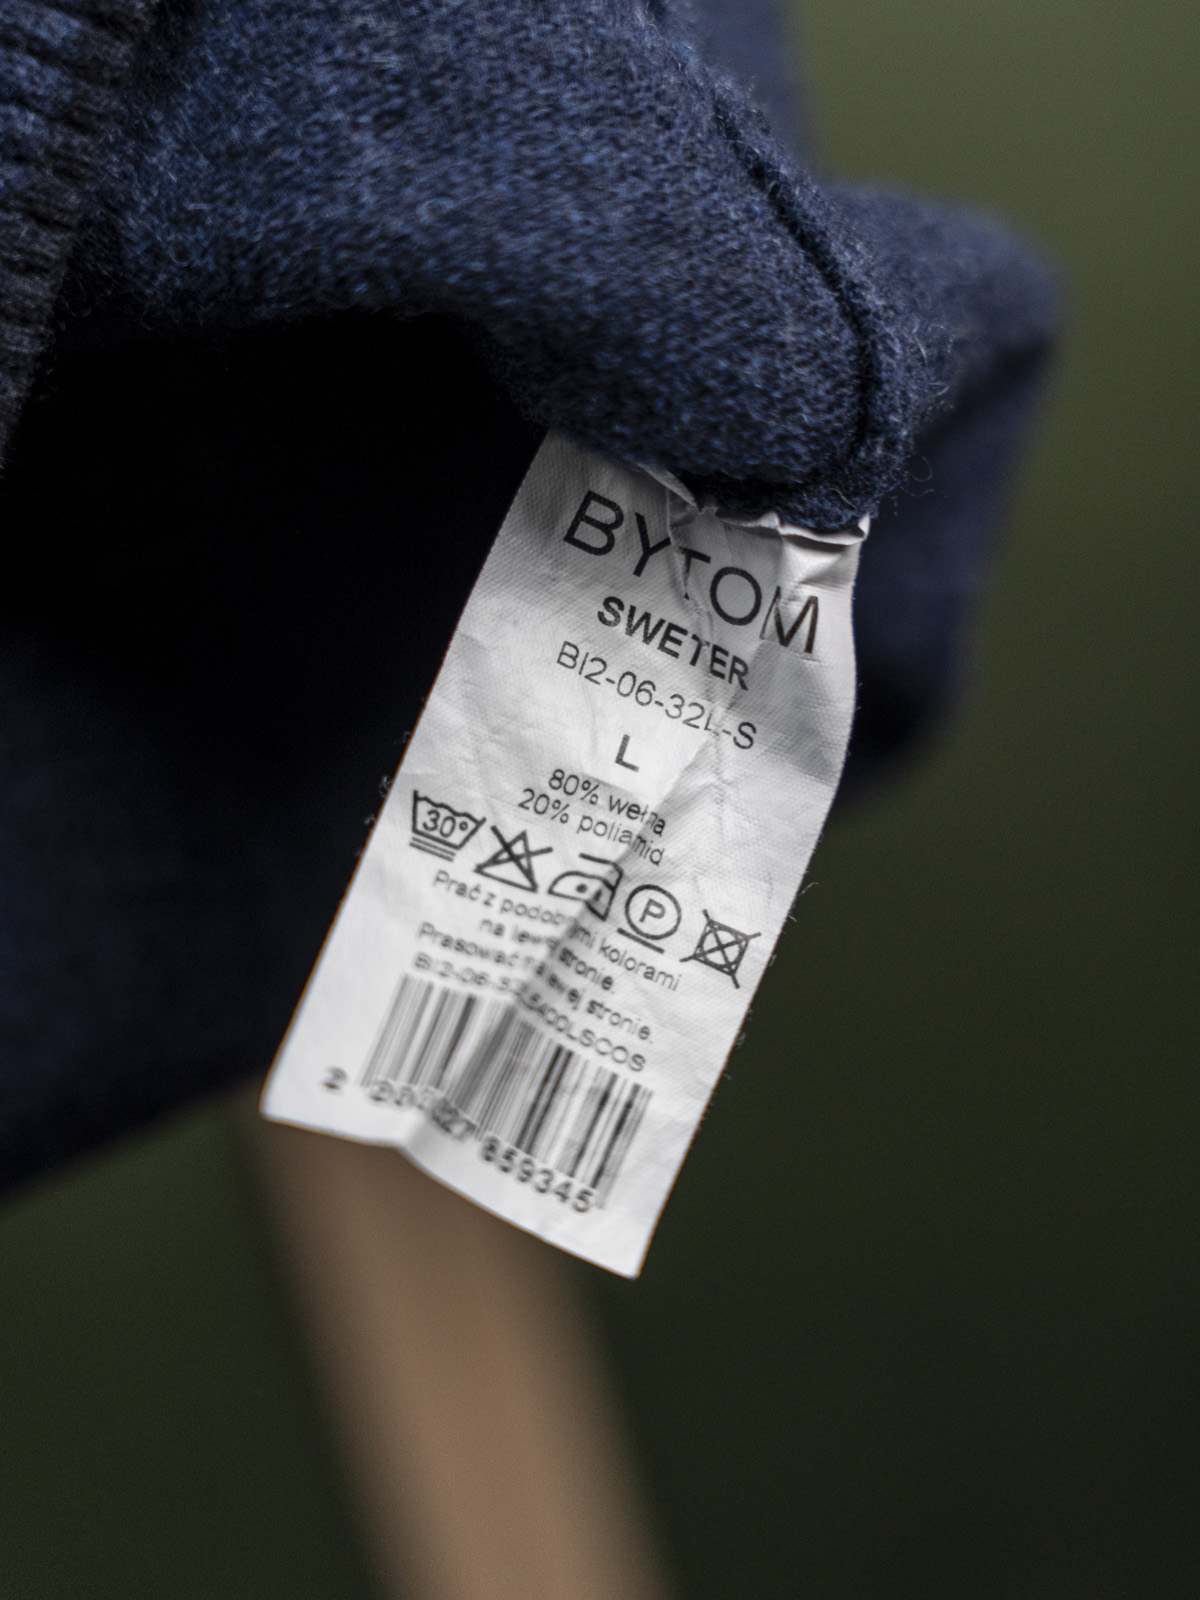 BYTOM
SWETER
BI2-06-32L-S
L
80% wełna
20% poliamid
30°
P
Prać z podobnymi kolorami
na lewej stronie.
Prasować na lewej stronie.
859345